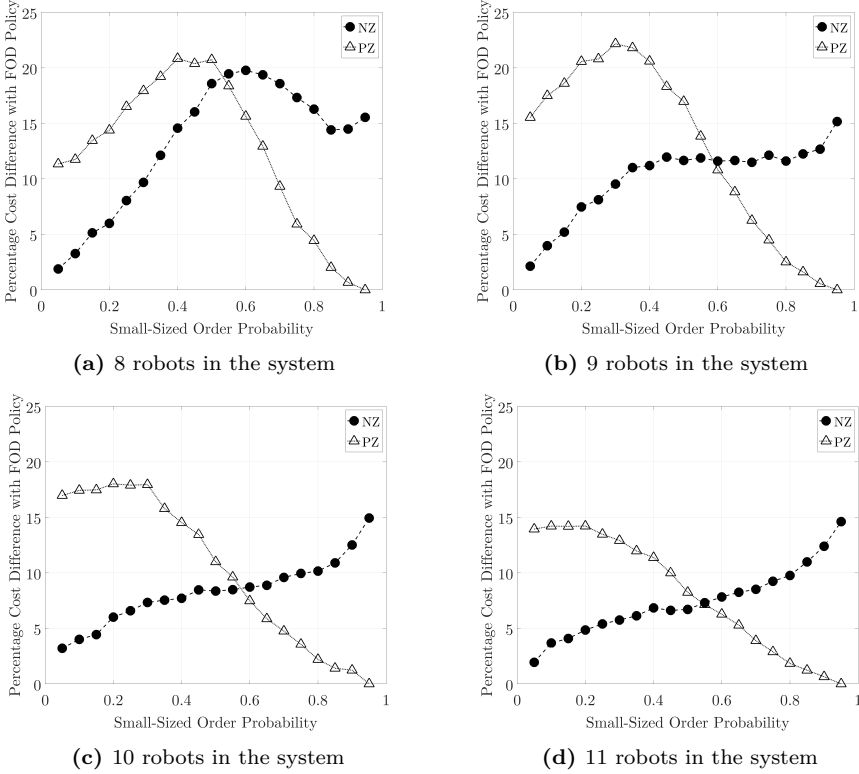 Percentage Cost Difference with FOD Policy
25
20
15
10
5
0
0
0.2
0.4
0.6
0.8
1
NZ
PZ
Small-Sized Order Probability
(a) 8 robots in the system
Percentage Cost Difference with FOD Policy
25
20
15
10
5
0
0
0.2
0.4
0.6
0.8
1
NZ
PZ
Small-Sized Order Probability
(b) 9 robots in the system
Percentage Cost Difference with FOD Policy
25
20
15
10
5
0
0
0.2
0.4
0.6
0.8
1
NZ
PZ
Small-Sized Order Probability
(c) 10 robots in the system
Percentage Cost Difference with FOD Policy
25
20
15
10
5
0
0
0.2
0.4
0.6
0.8
1
NZ
PZ
Small-Sized Order Probability
(d) 11 robots in the system